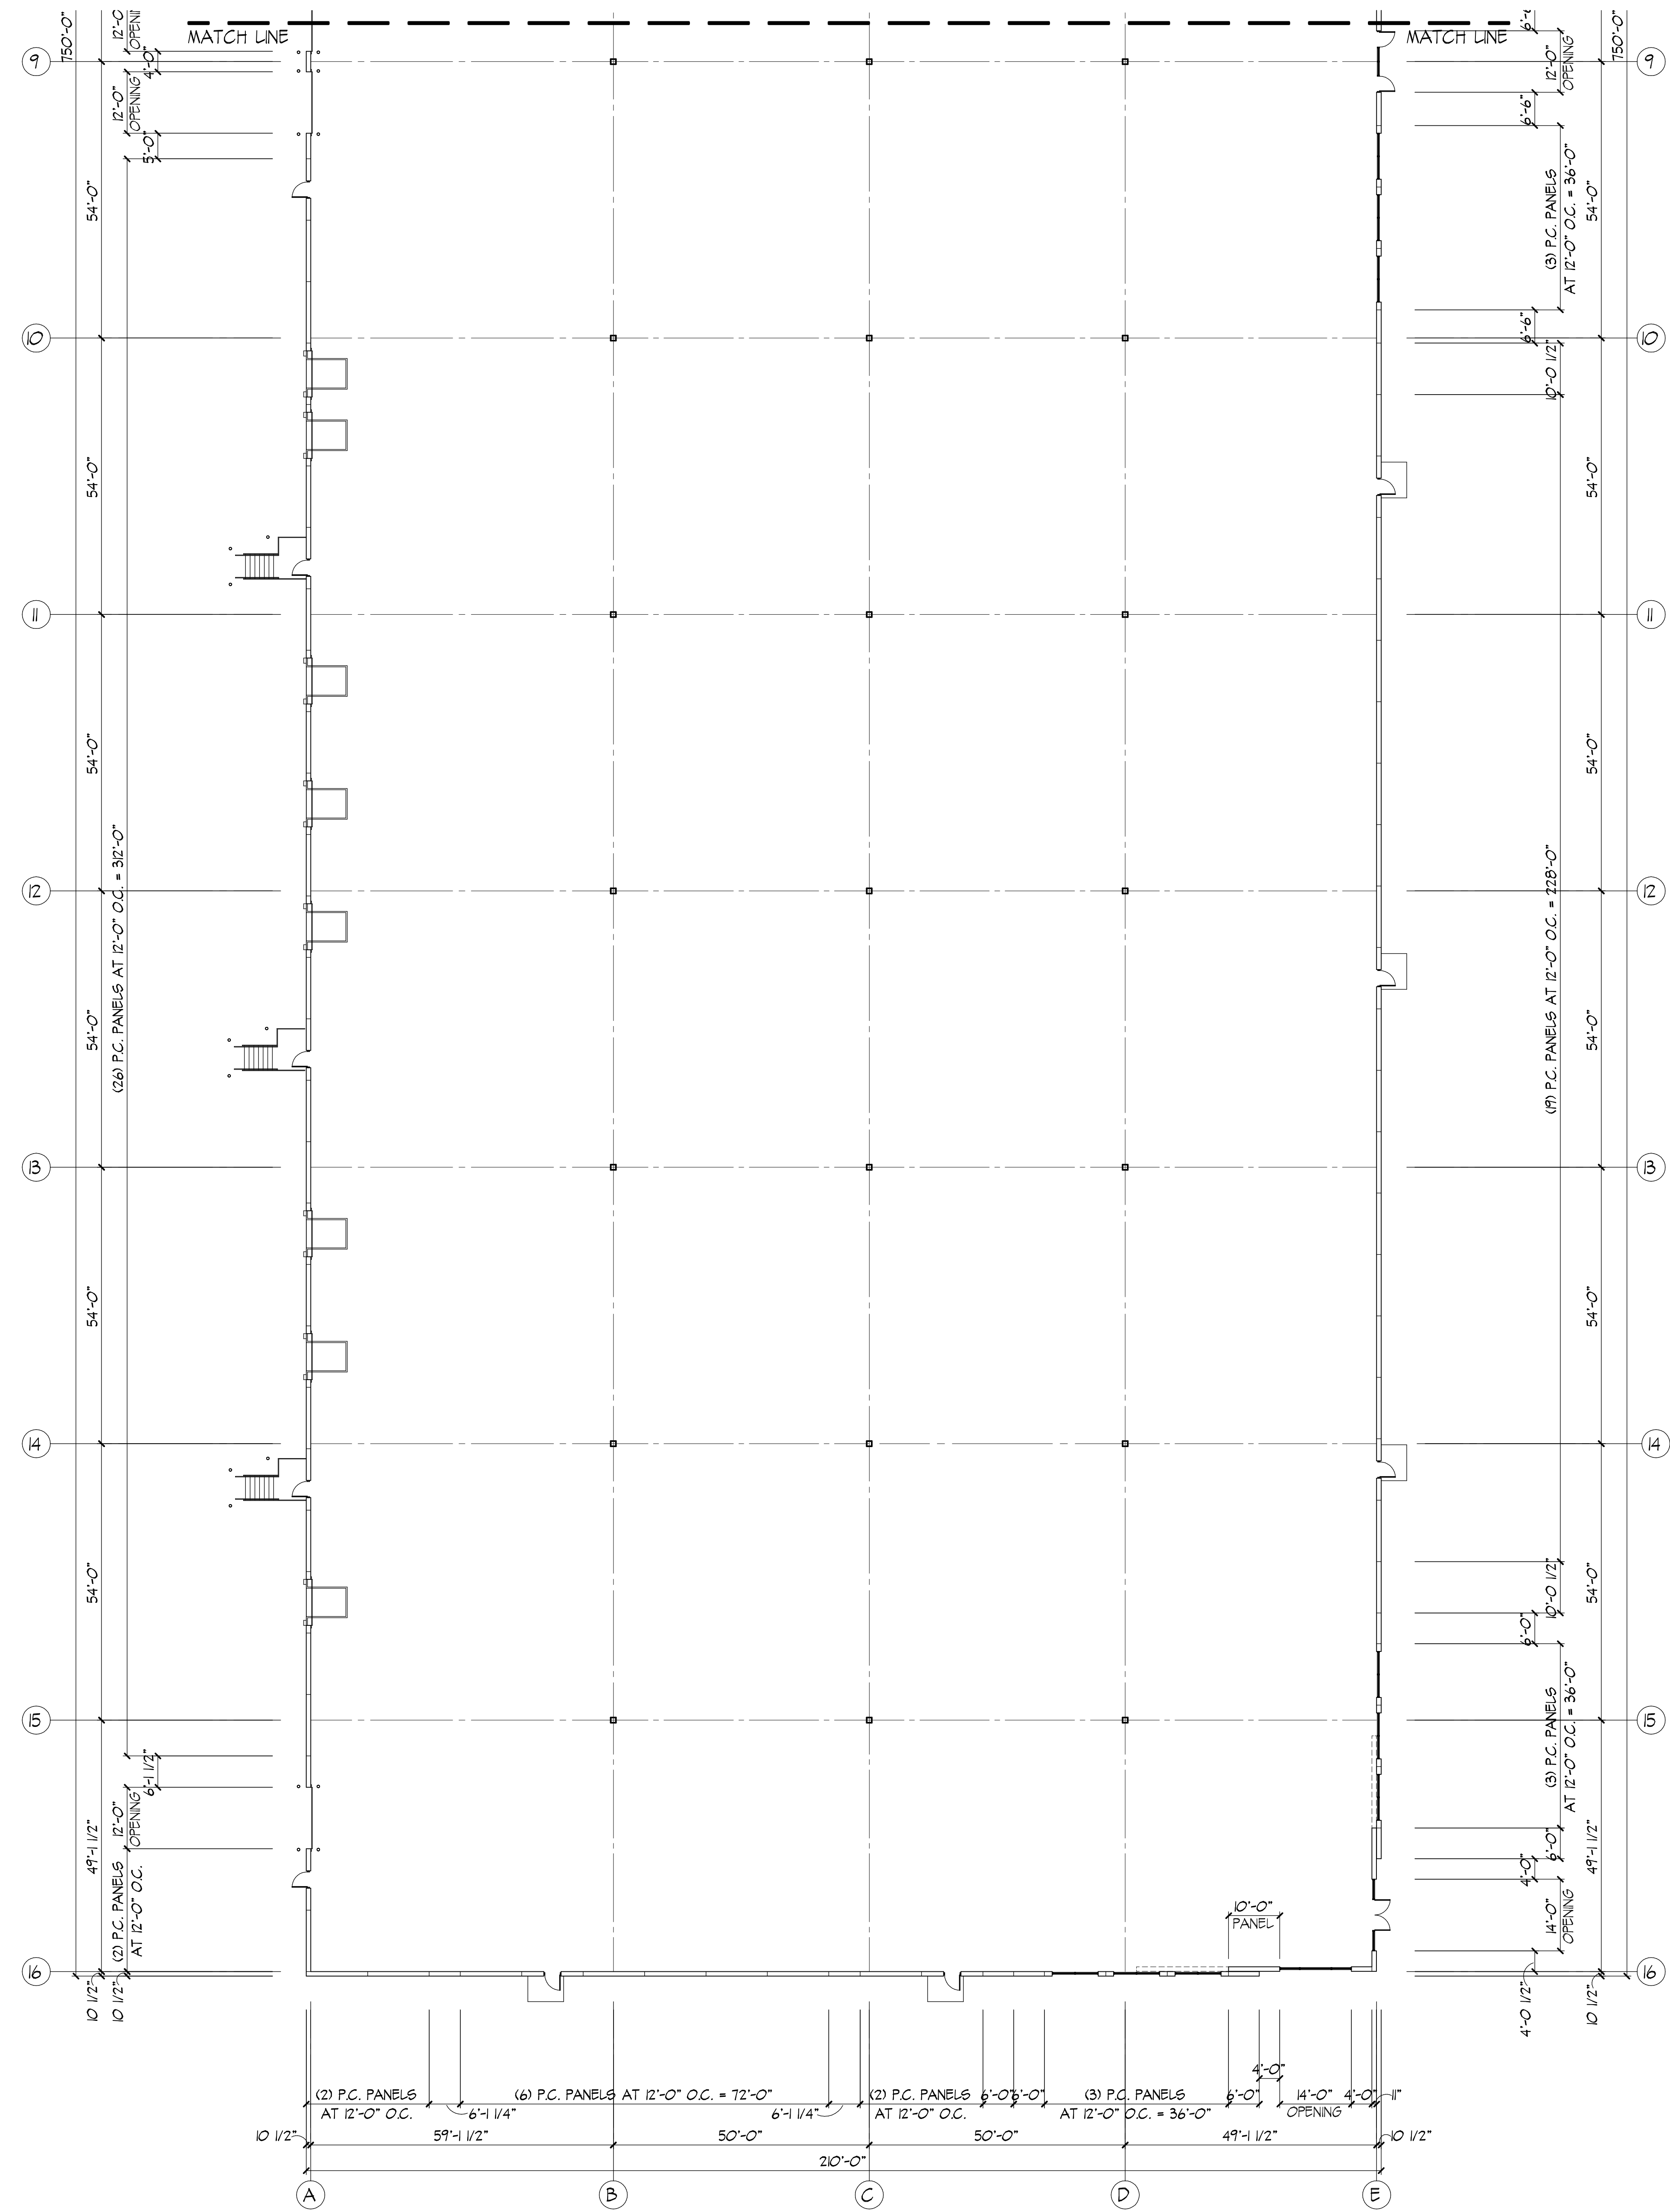 MATCH LINE
MATCH LINE
9
9
750'-0"
750'-0"
12'-0
OPENI
4'-0"
12'-0"
OPENING
5'-0"
12'-0"
OPENING
6'-6"
54'-0"
54'-0"
(3) P.C. PANELS
AT 12'-0" O.C. = 36'-0"
6'-6"
10
10
10'-0 1/2"
54'-0"
54'-0"
11
11
54'-0"
54'-0"
(26) P.C. PANELS AT 12'-0" O.C. = 312'-0"
(19) P.C. PANELS AT 12'-0" O.C. = 228'-0"
12
12
54'-0"
54'-0"
13
13
54'-0"
54'-0"
14
14
54'-0"
54'-0"
10'-0 1/2"
6'-0"
(3) P.C. PANELS
AT 12'-0" O.C. = 36'-0"
15
15
6'-1 1/2"
12'-0"
OPENING
49'-1 1/2"
49'-1 1/2"
6'-0"
4'-0"
(2) P.C. PANELS
AT 12'-0" O.C.
14'-0"
OPENING
10'-0"
PANEL
16
16
10 1/2"
10 1/2"
4'-0 1/2"
10 1/2"
4'-0"
(2) P.C. PANELS
AT 12'-0" O.C.
6'-1 1/4"
(6) P.C. PANELS AT 12'-0" O.C. = 72'-0"
6'-1 1/4"
(2) P.C. PANELS
AT 12'-0" O.C.
6'-0"
6'-0"
(3) P.C. PANELS
AT 12'-0" O.C. = 36'-0"
6'-0"
14'-0"
OPENING
4'-0"
11"
10 1/2"
59'-1 1/2"
50'-0"
50'-0"
49'-1 1/2"
10 1/2"
210'-0"
A
B
C
D
E